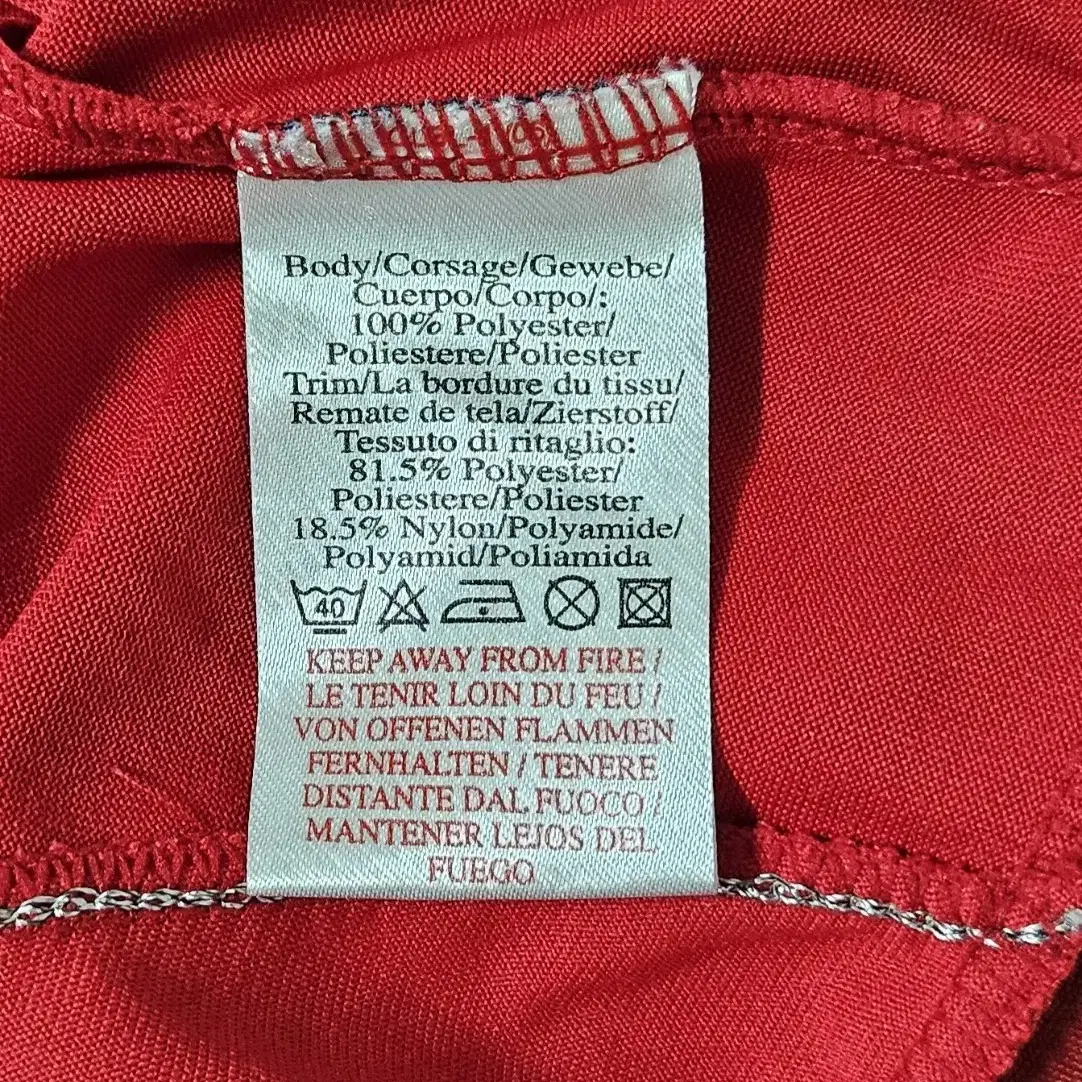 Body/Corsage/Gewebe/
Cuerpo/Corpo/:
100% Polyester/
Poliestere/Poliester
Trim/La bordure du tissu/
Remate de tela/Zierstoff/
Tessuto di ritaglio:
81.5% Polyester/
Poliestere/Poliester
18.5% Nylon/Polyamide/
Polyamid/Poliamida
40
KEEP AWAY FROM FIRE /
LE TENIR LOIN DU FEU /
VON OFFENEN FLAMMEN
FERNHALTEN / TENERE
DISTANTE DAL FUOCO /
MANTENER LEJOS DEL
FUEGO